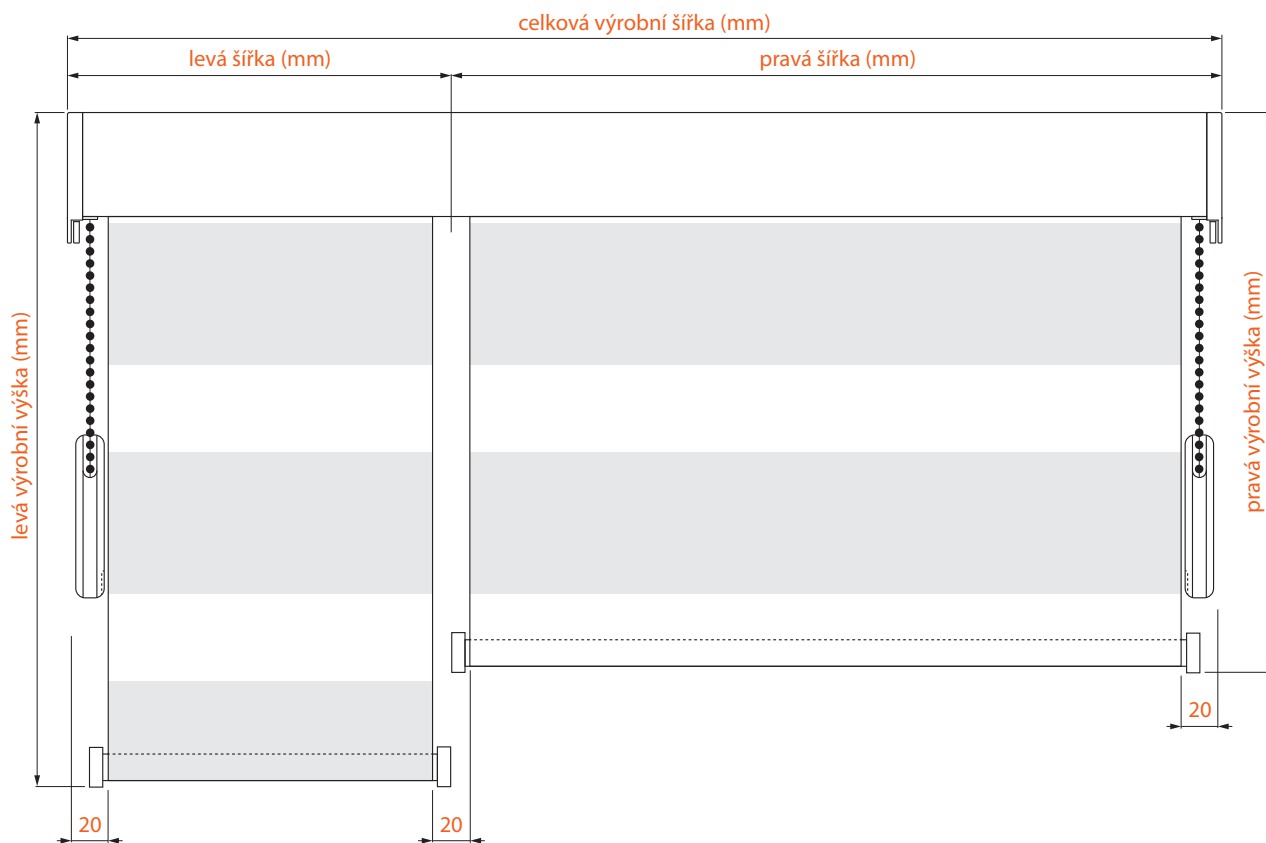 celková výrobní šířka (mm)
levá šířka (mm)
pravá šířka (mm)
levá výrobní výška (mm)
pravá výrobní výška (mm)
20
20
20